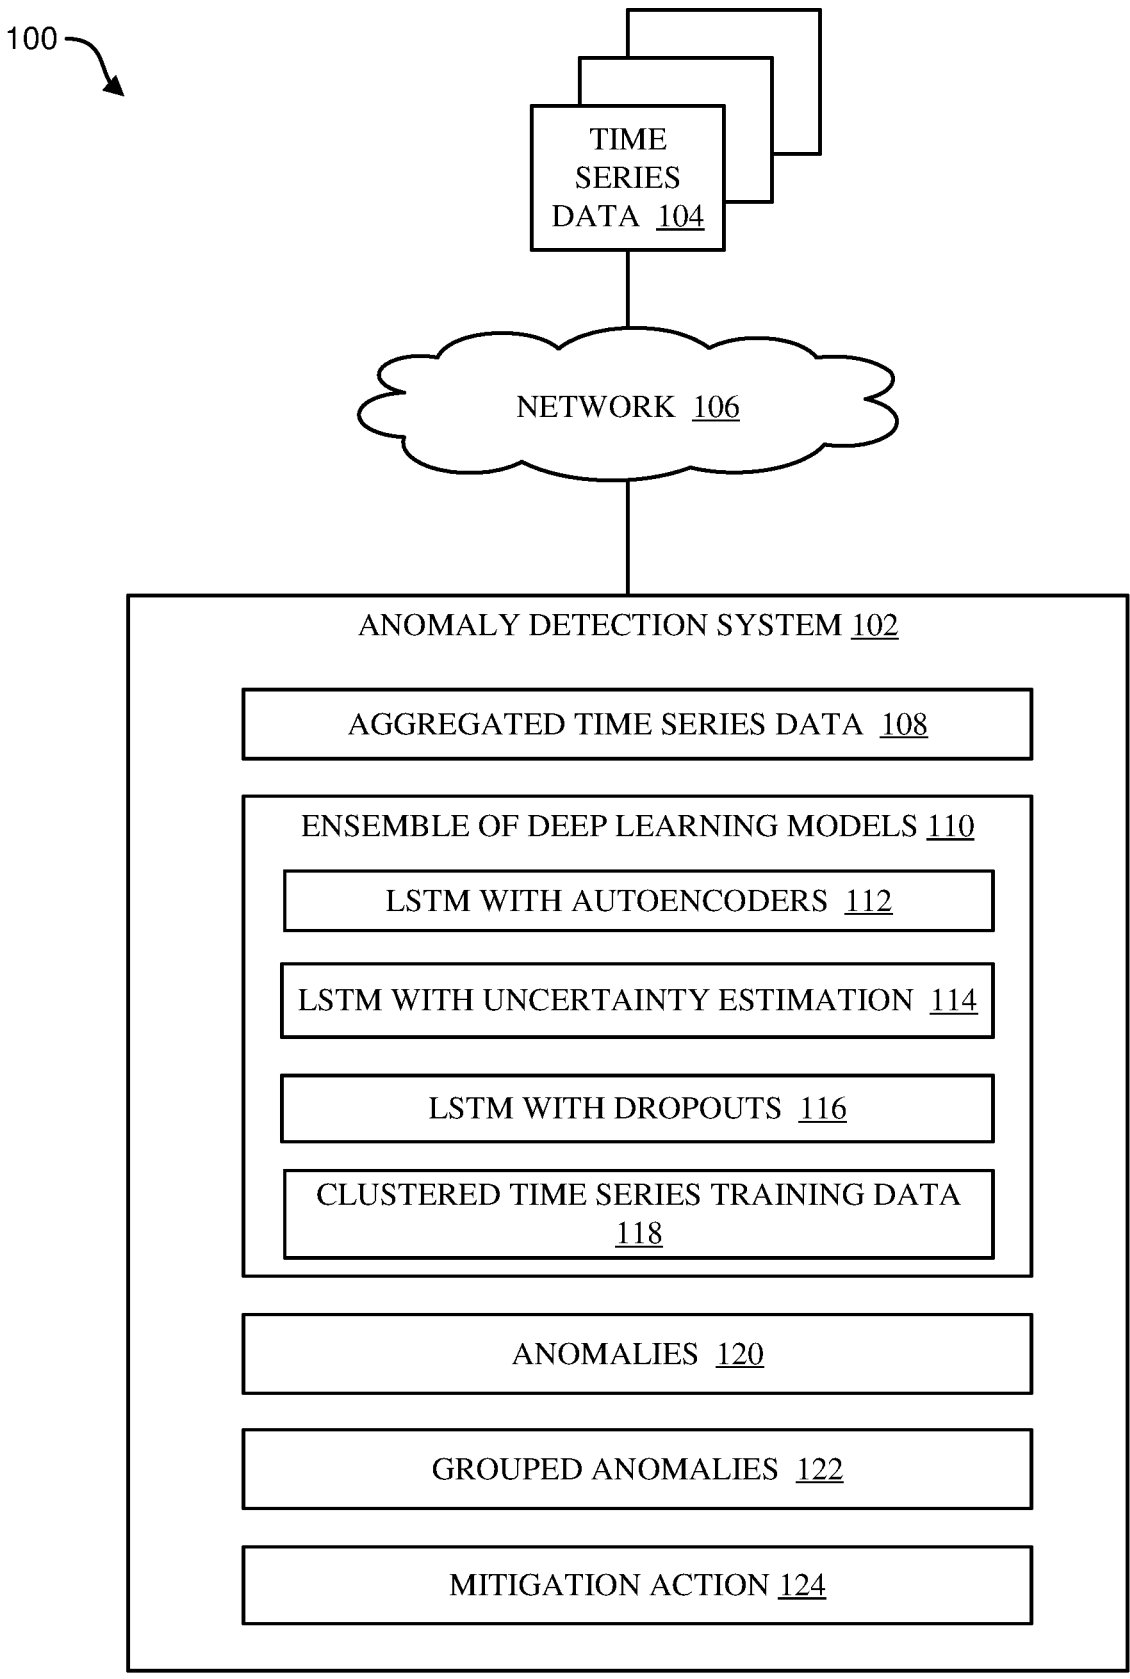 100
TIME
SERIES
DATA 104
NETWORK 106
ANOMALY DETECTION SYSTEM 102
AGGREGATED TIME SERIES DATA 108
ENSEMBLE OF DEEP LEARNING MODELS 110
LSTM WITH AUTOENCODERS 112
LSTM WITH UNCERTAINTY ESTIMATION 114
LSTM WITH DROPOUTS 116
CLUSTERED TIME SERIES TRAINING DATA
118
ANOMALIES 120
GROUPED ANOMALIES 122
MITIGATION ACTION 124